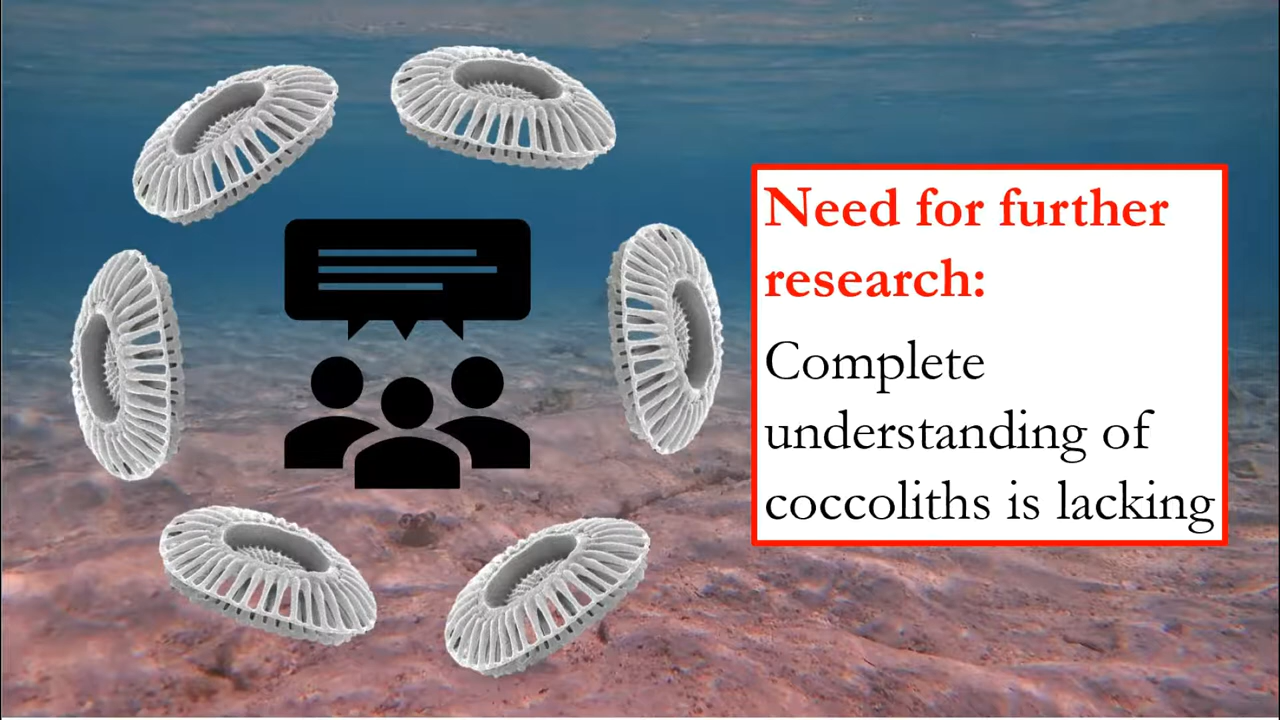 Need for further
research:
Complete
understanding of
coccoliths is lacking